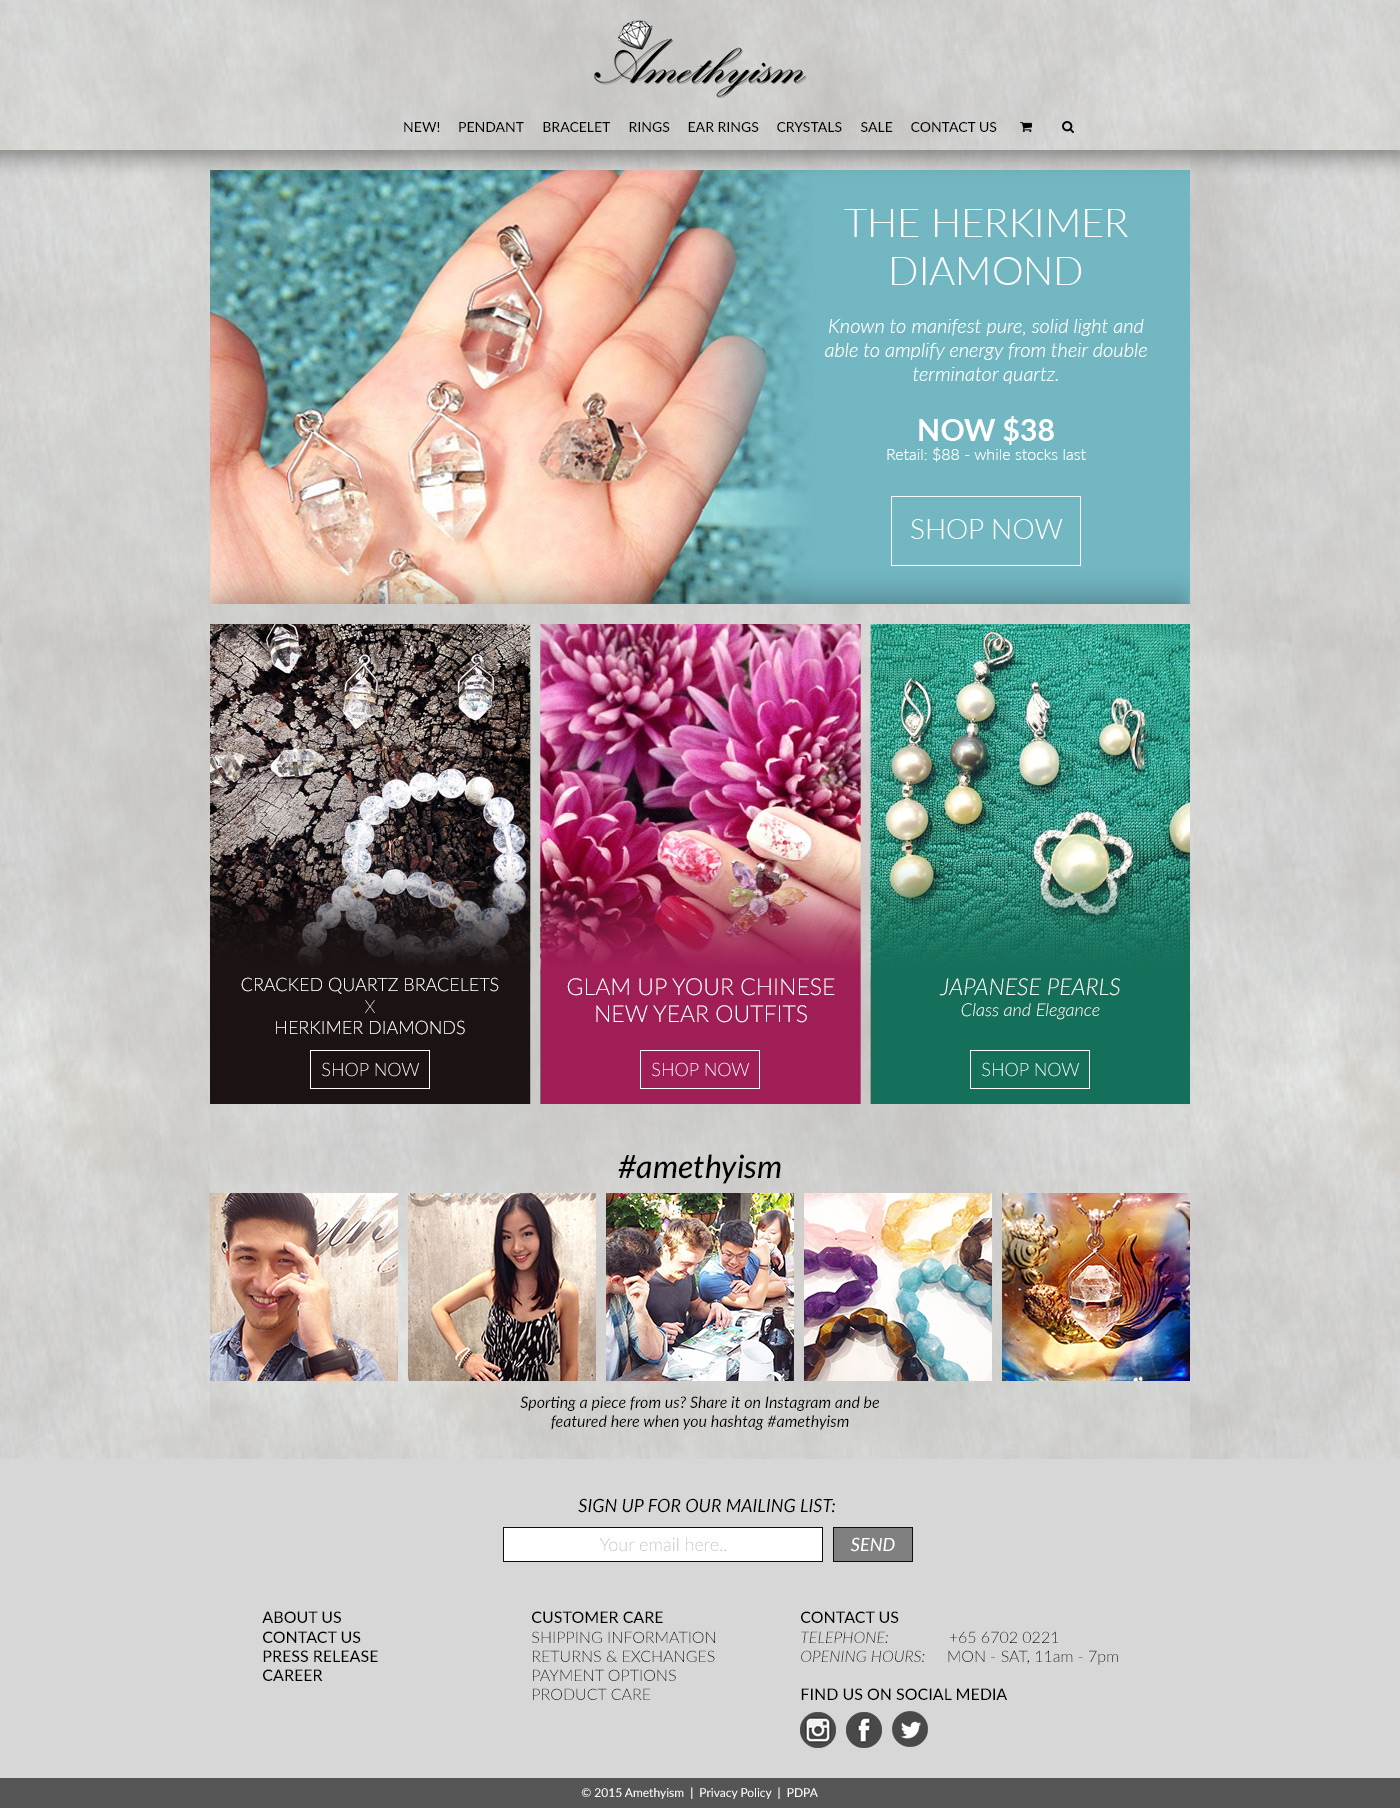 Amethyism
NEW! PENDANT BRACELET RINGS EAR RINGS CRYSTALS SALE CONTACT US
THE HERKIMER
DIAMOND
Known to manifest pure, solid light and
able to amplify energy from their double
terminator quartz.
NOW $38
Retail: $88 - while stocks last
SHOP NOW
CRACKED QUARTZ BRACELETS
X
HERKIMER DIAMONDS
SHOP NOW
GLAM UP YOUR CHINESE
NEW YEAR OUTFITS
SHOP NOW
JAPANESE PEARLS
Class and Elegance
SHOP NOW
#amethyism
Sporting a piece from us? Share it on Instagram and be
featured here when you hashtag #amethyism
SIGN UP FOR OUR MAILING LIST:
Your email here..
SEND
ABOUT US
CONTACT US
PRESS RELEASE
CAREER
CUSTOMER CARE
SHIPPING INFORMATION
RETURNS & EXCHANGES
PAYMENT OPTIONS
PRODUCT CARE
CONTACT US
TELEPHONE: +65 6702 0221
OPENING HOURS: MON - SAT, 11am - 7pm
FIND US ON SOCIAL MEDIA
© 2015 Amethyism | Privacy Policy | PDPA